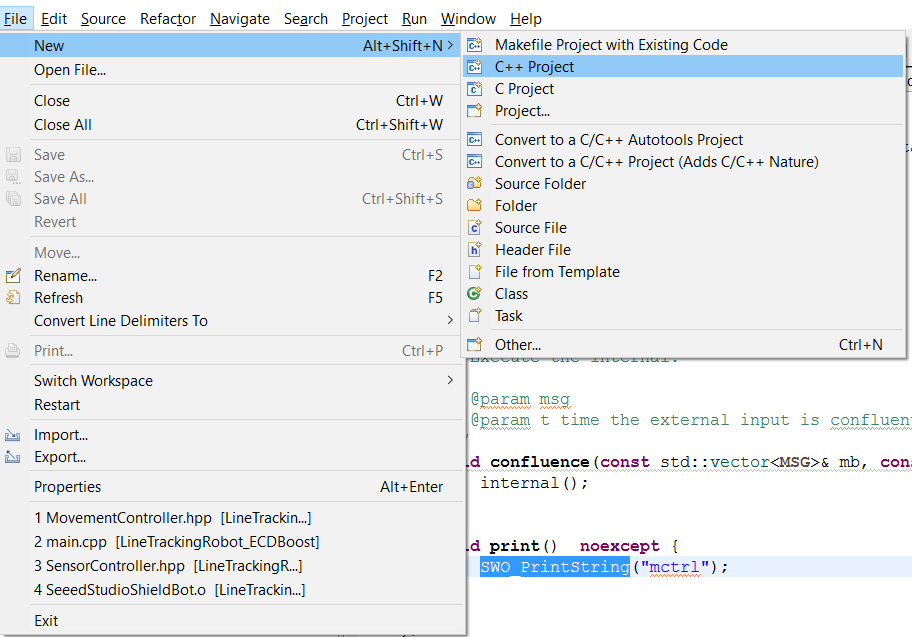 File Edit Source Refactor Navigate Search Project Run Window Help
New Alt+Shift+N
Open File...
Close Ctrl+W
Close All Ctrl+Shift+W
Save Ctrl+S
Save As...
Save All Ctrl+Shift+S
Revert
Move...
Rename... F2
Refresh F5
Convert Line Delimiters To
Print... Ctrl+P
Switch Workspace
Restart
Import...
Export...
Properties Alt+Enter
1 MovementController.hpp [LineTrackin...]
2 main.cpp [LineTrackingRobot_ECDBoost]
3 SensorController.hpp [LineTrackingR...]
4 SeeedStudioShieldBot.o [LineTrackin...]
Exit
Makefile Project with Existing Code
C++ Project
C Project
Project...
Convert to a C/C++ Autotools Project
Convert to a C/C++ Project (Adds C/C++ Nature)
Source Folder
Folder
Source File
Header File
File from Template
Class
Task
Other... Ctrl+N
Execute the internal.
@param msg
@param t time the external input is confluen
d confluence(const std::vector<MSG>& mb, cons
internal();
d print() noexcept {
SWO_PrintString("mctrl");